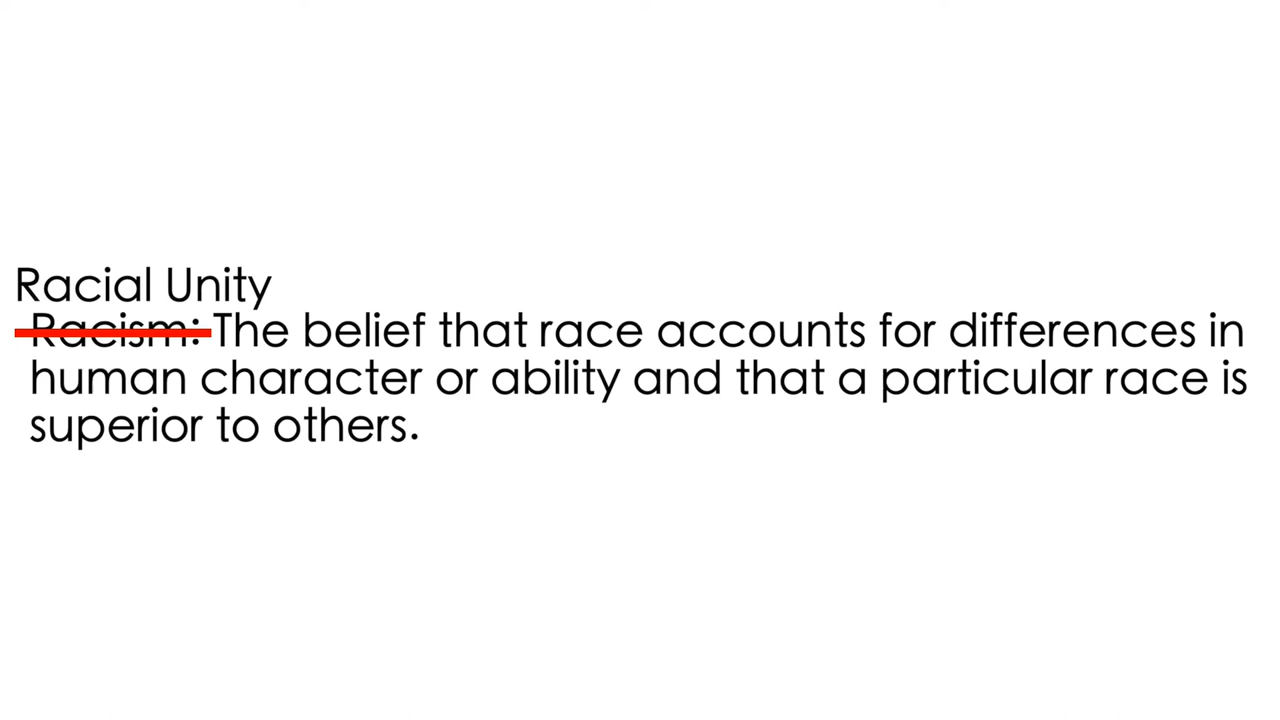 Racial Unity
Racism: The belief that race accounts for differences in
human character or ability and that a particular race is
superior to others.